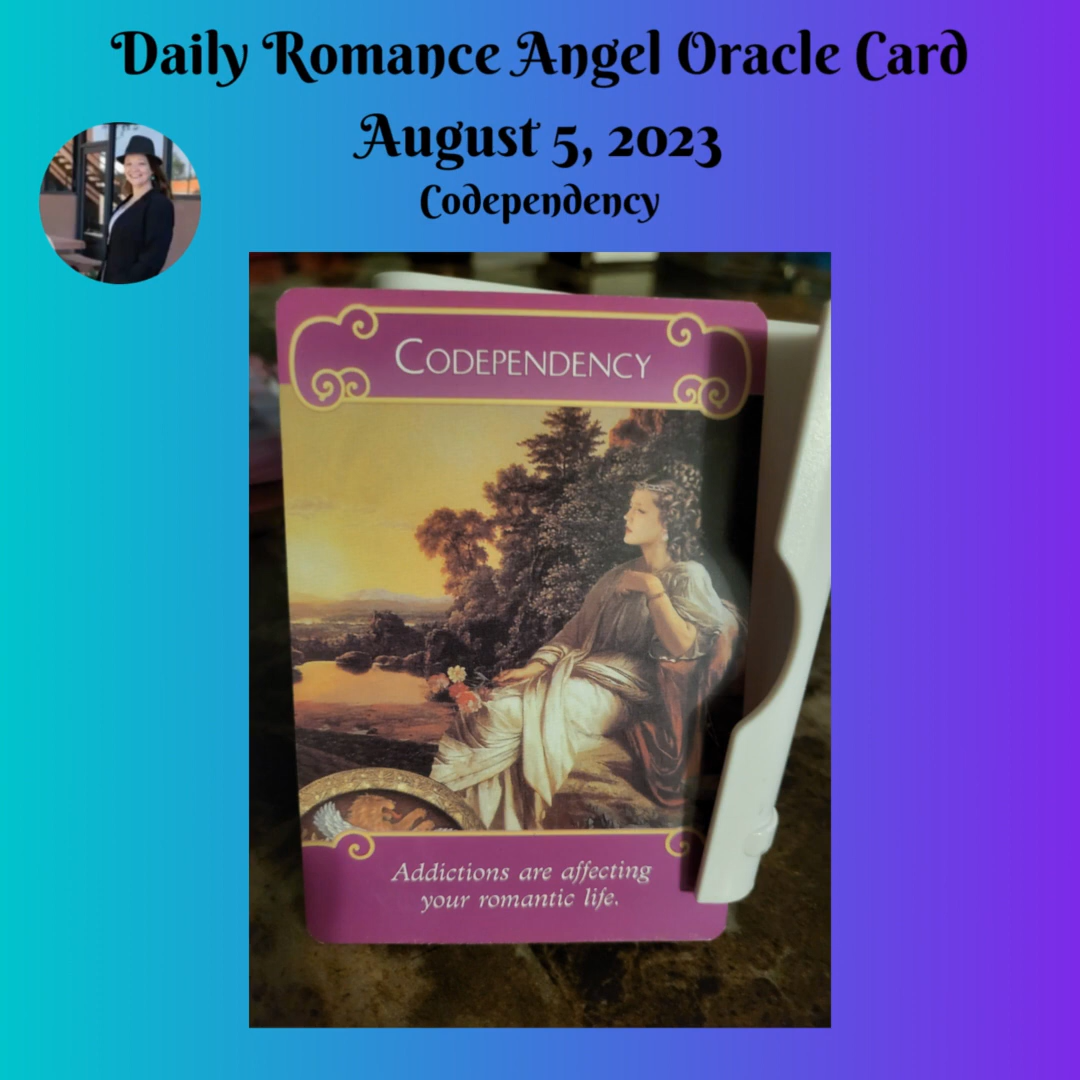 Daily Romance Angel Oracle Card
August 5, 2023
Codependency
CODEPENDENCY
Addictions are affecting
your romantic life.